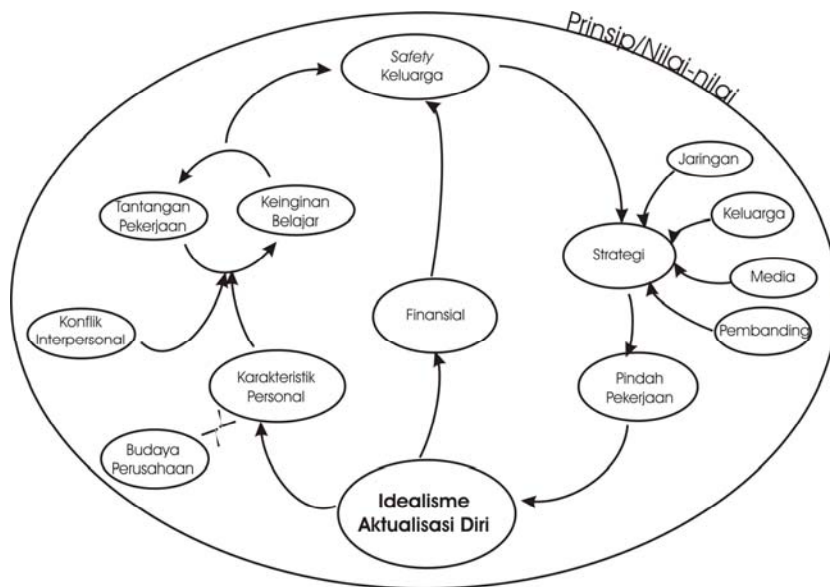 Prinsip/Nilai-nilai
Safety
Keluarga
Jaringan
Keluarga
Tantangan
Pekerjaan
Keinginan
Belajar
Strategi
Media
Konflik
Interpersonal
Finansial
Pembanding
Karakteristik
Personal
Pindah
Pekerjaan
Budaya
Perusahaan
Idealisme
Aktualisasi Diri